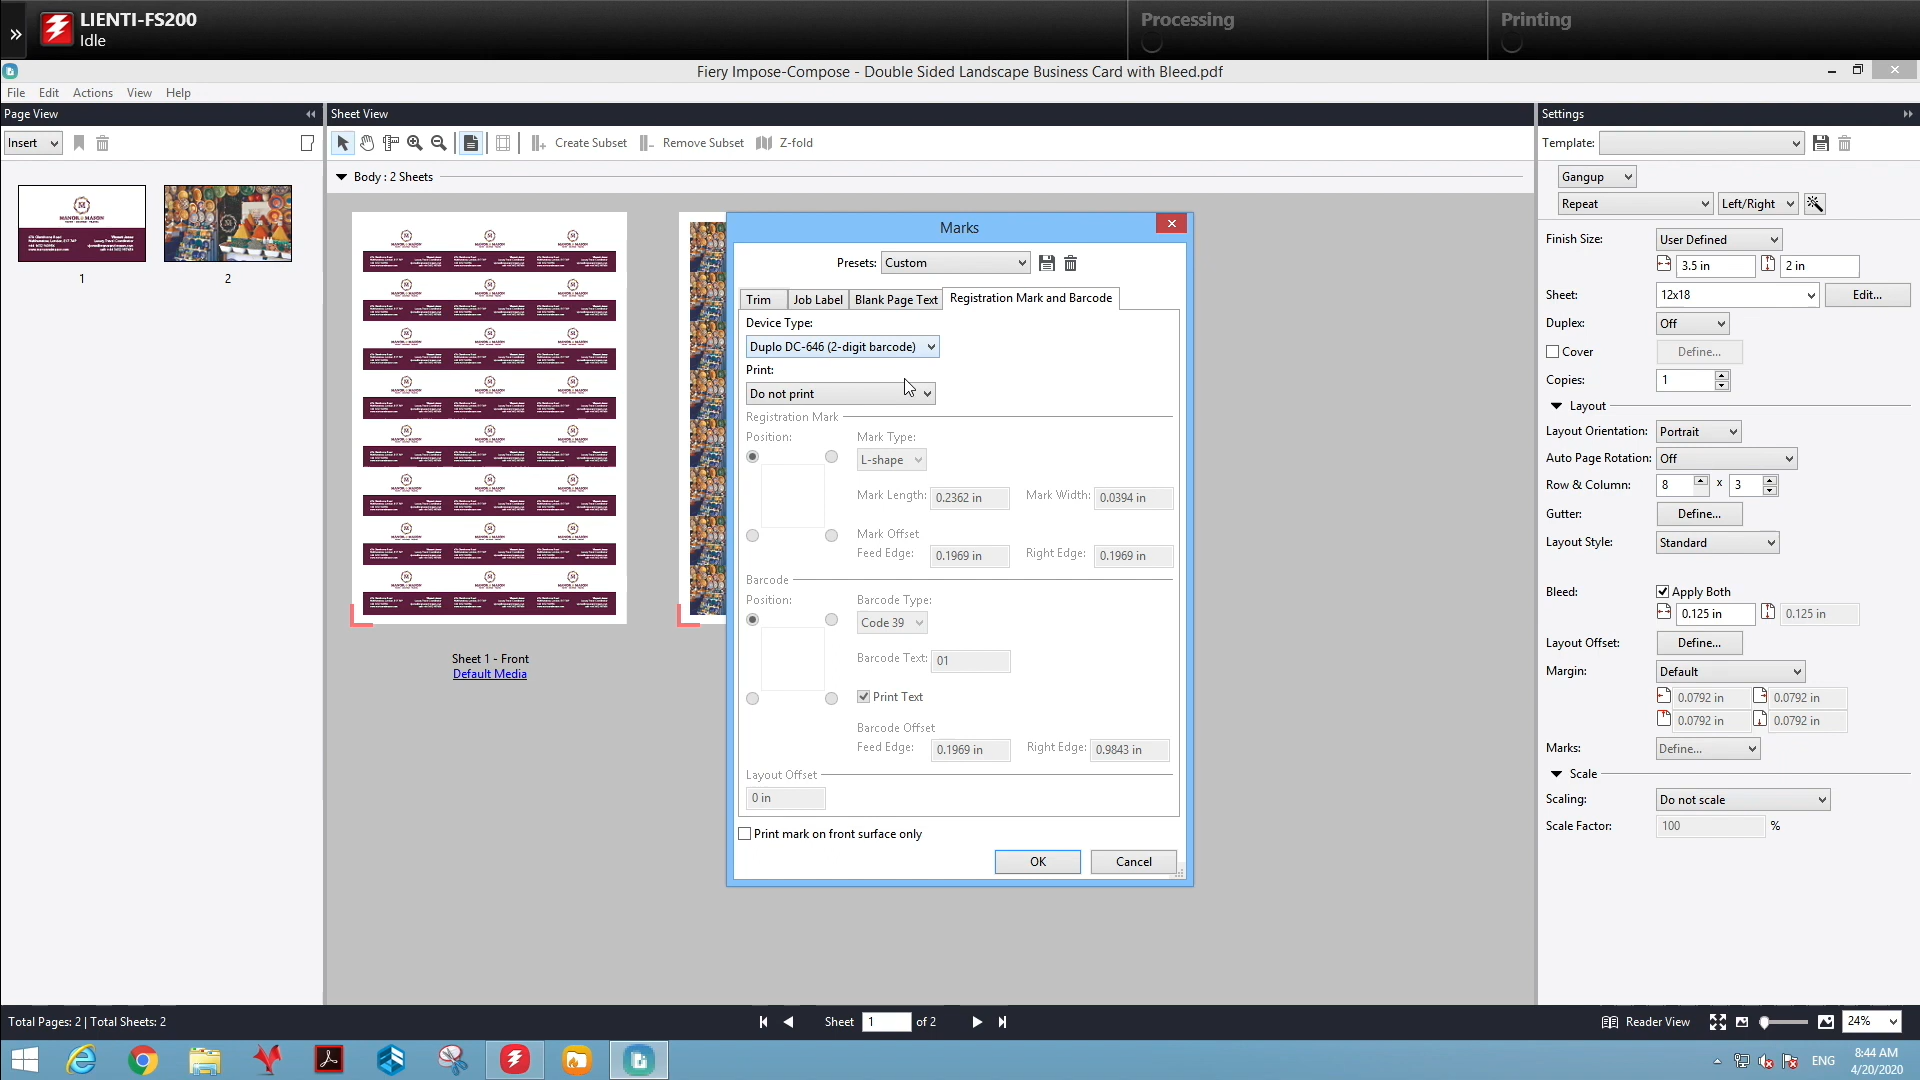 LIENTI-FS200
Idle
Processing
Printing
Fiery Impose-Compose - Double Sided Landscape Business Card with Bleed.pdf
File Edit Actions View Help
Page View
Sheet View
Settings
Insert
Create Subset
Remove Subset
Z-fold
Template:
Body : 2 Sheets
Gangup
Repeat
Left/Right
MANOR & MASON
1
2
Sheet 1 - Front
Default Media
Marks
Presets: Custom
Trim
Job Label
Blank Page Text
Registration Mark and Barcode
Device Type:
Duplo DC-646 (2-digit barcode)
Print:
Do not print
Registration Mark
Position:
Mark Type:
L-shape
Mark Length: 0.2362 in
Mark Width: 0.0394 in
Mark Offset
Feed Edge: 0.1969 in
Right Edge: 0.1969 in
Barcode
Position:
Barcode Type:
Code 39
Barcode Text: 01
Print Text
Barcode Offset
Feed Edge: 0.1969 in
Right Edge: 0.9843 in
Layout Offset
0 in
Print mark on front surface only
OK
Cancel
Finish Size: User Defined
3.5 in
2 in
Sheet: 12x18
Edit...
Duplex: Off
Cover
Define...
Copies: 1
Layout
Layout Orientation: Portrait
Auto Page Rotation: Off
Row & Column: 8 x 3
Gutter: Define...
Layout Style: Standard
Bleed: Apply Both
0.125 in
0.125 in
Layout Offset: Define...
Margin: Default
0.0792 in
0.0792 in
0.0792 in
0.0792 in
Marks: Define...
Scale
Scaling: Do not scale
Scale Factor: 100 %
Total Pages: 2 | Total Sheets: 2
Sheet 1 of 2
Reader View
24%
ENG
8:44 AM
4/20/2020